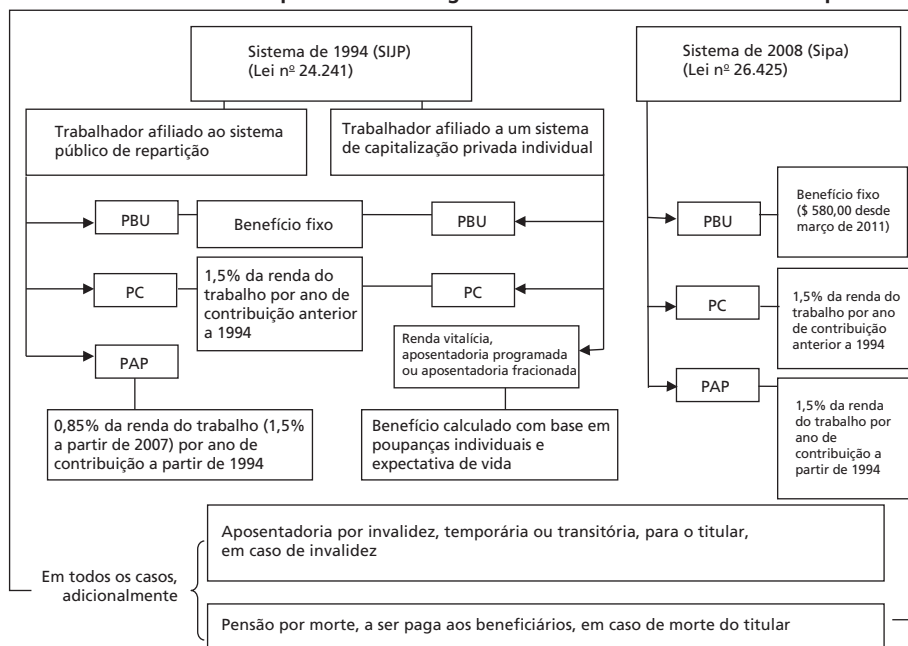 Sistema de 1994 (SIJP)
(Lei nº 24.241)
Sistema de 2008 (Sipa)
(Lei nº 26.425)
Trabalhador afiliado ao sistema
público de repartição
Trabalhador afiliado a um sistema
de capitalização privada individual
PBU
Benefício fixo
PBU
PC
1,5% da renda do
trabalho por ano de
contribuição anterior
a 1994
PC
PAP
Renda vitalícia,
aposentadoria programada
ou aposentadoria fracionada
0,85% da renda do trabalho (1,5%
a partir de 2007) por ano de
contribuição a partir de 1994
Benefício calculado com base em
poupanças individuais e
expectativa de vida
PBU
Benefício fixo
($ 580,00 desde
março de 2011)
PC
1,5% da renda do
trabalho por ano
de contribuição
anterior a 1994
PAP
1,5% da renda
do trabalho por
ano de
contribuição a
partir de 1994
Em todos os casos,
adicionalmente
Aposentadoria por invalidez, temporária ou transitória, para o titular,
em caso de invalidez
Pensão por morte, a ser paga aos beneficiários, em caso de morte do titular